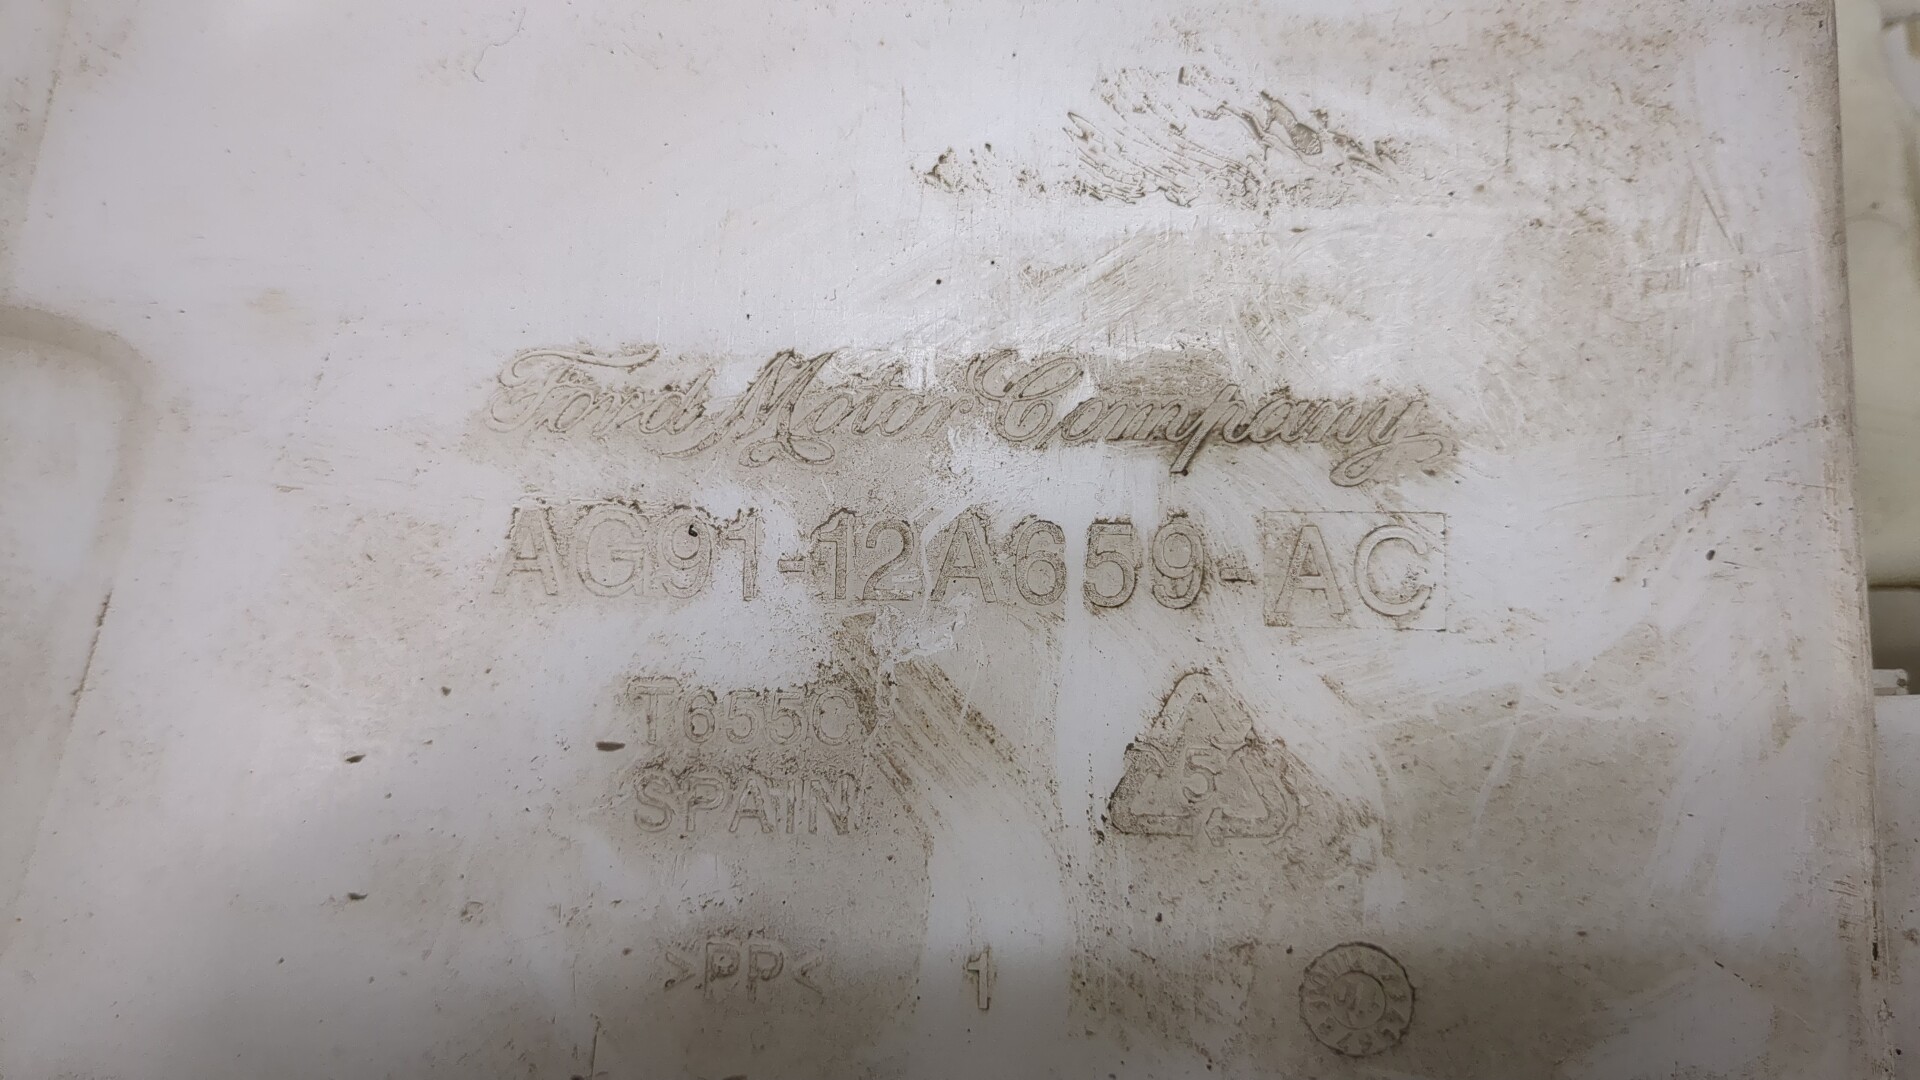 Ford Motor Company
AG91-12A659-AC
T655C
SPAIN
5
>PP<
1